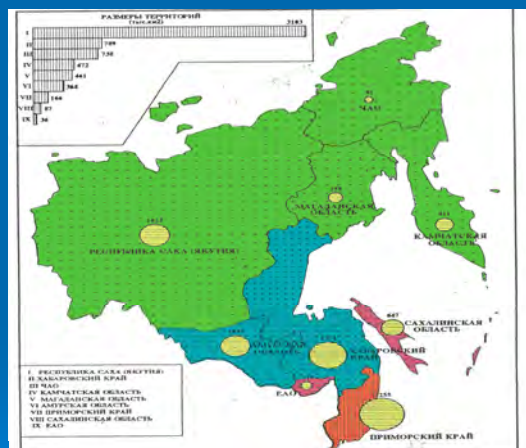 РАЗМЕРЫ ТЕРРИТОРИЙ
(тыс.км2)
I 3103
II 789
III 738
IV 472
V 461
VI 364
VII 166
VIII 87
IX 36
ЧАО
МАГАДАНСКАЯ
ОБЛАСТЬ
КАМЧАТСКАЯ
ОБЛАСТЬ
РЕСПУБЛИКА САХА (ЯКУТИЯ)
САХАЛИНСКАЯ
ОБЛАСТЬ
АМУРСКАЯ
ХАБАРОВСКИЙ
КРАЙ
ЕАО
ПРИМОРСКИЙ КРАЙ
I РЕСПУБЛИКА САХА (ЯКУТИЯ)
II ХАБАРОВСКИЙ КРАЙ
III ЧАО
IV КАМЧАТСКАЯ ОБЛАСТЬ
V МАГАДАНСКАЯ ОБЛАСТЬ
VI АМУРСКАЯ ОБЛАСТЬ
VII ПРИМОРСКИЙ КРАЙ
VIII САХАЛИНСКАЯ ОБЛАСТЬ
IX ЕАО